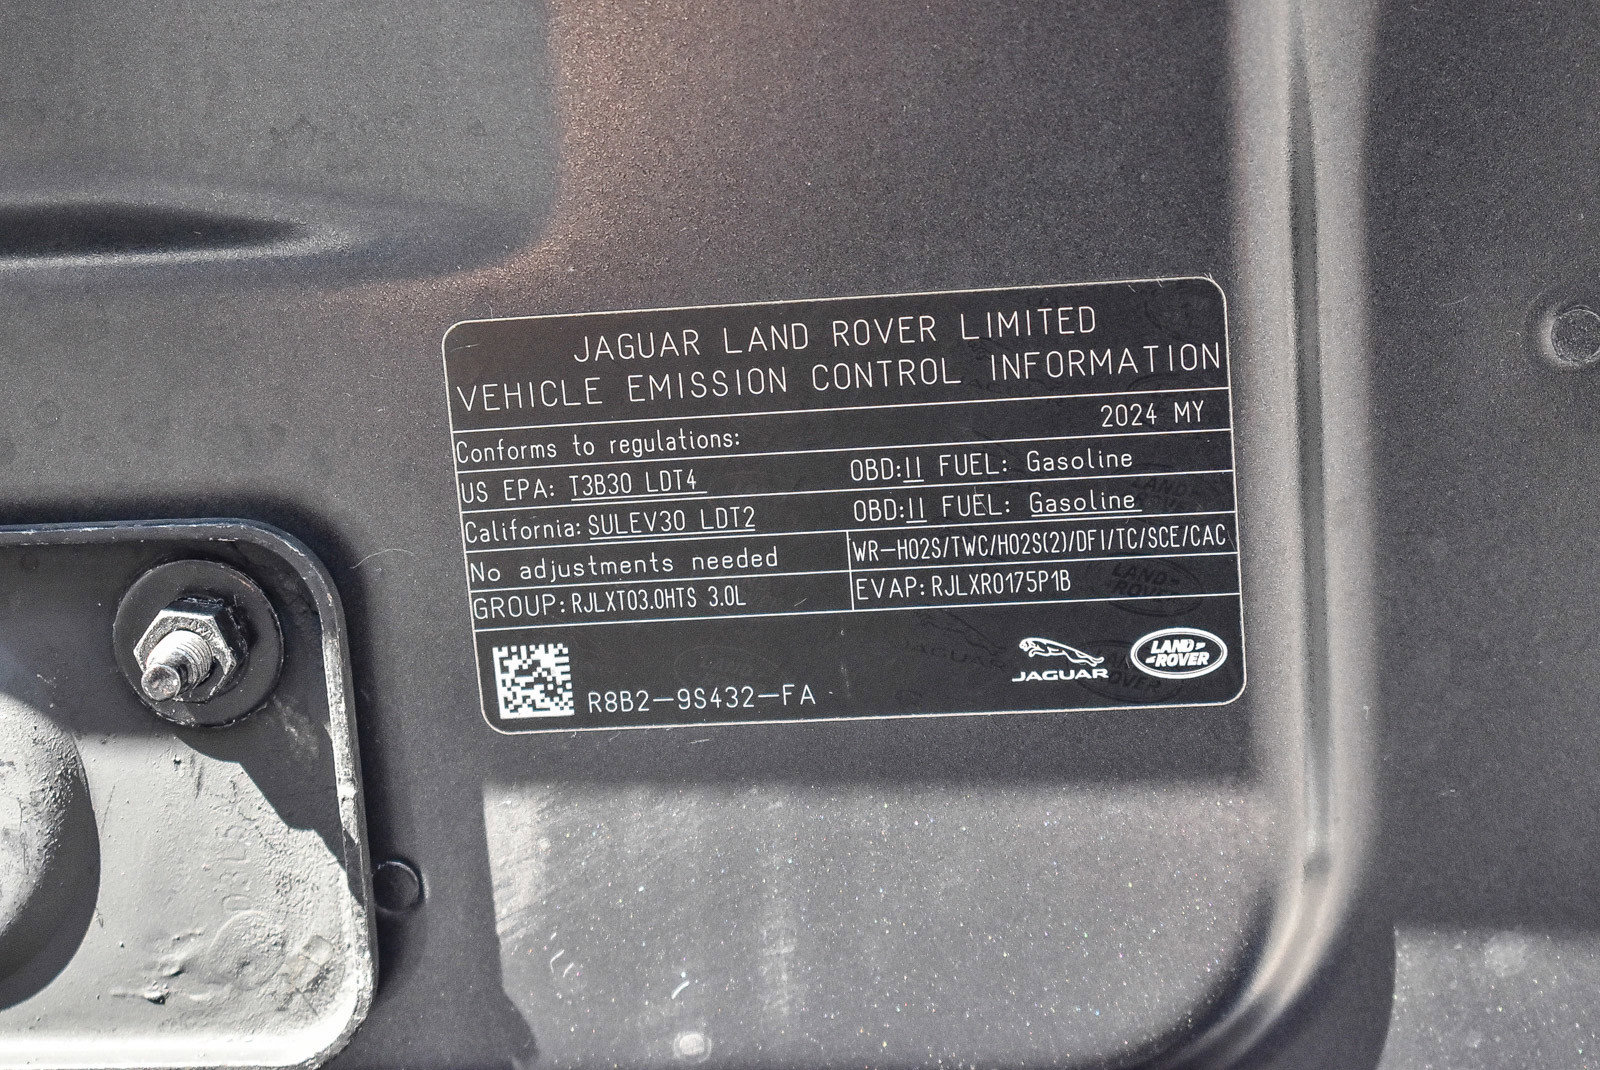 JAGUAR LAND ROVER LIMITED
VEHICLE EMISSION CONTROL INFORMATION
2024 MY
Conforms to regulations:
US EPA: T3B30 LDT4 OBD:II FUEL: Gasoline
California: SULEV30 LDT2 OBD:II FUEL: Gasoline
No adjustments needed WR-HO2S/TWC/HO2S(2)/DFI/TC/SCE/CAC
GROUP: RJLXT03.0HTS 3.0L EVAP: RJLXR0175P1B
R8B2-9S432-FA
JAGUAR
LAND ROVER